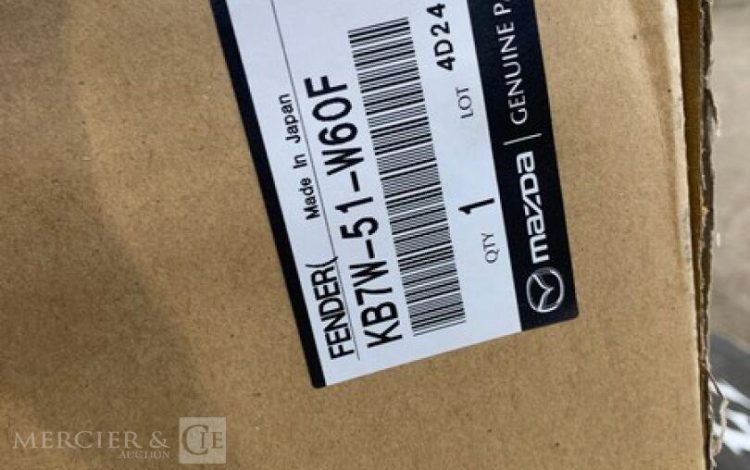 FENDER(
Made In Japan
KB7W-51-W60F
QTY 1
LOT 4D24
mazda | GENUINE
MERCIER & CIE
AUCTION